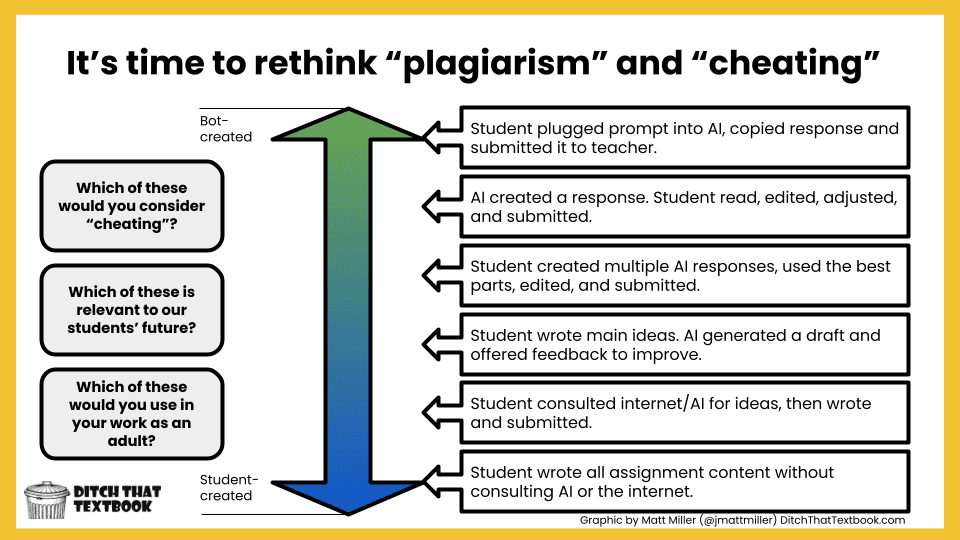 It's time to rethink “plagiarism” and “cheating”
Bot-
created
Which of these
would you consider
“cheating”?
Which of these is
relevant to our
students’ future?
Which of these
would you use in
your work as an
adult?
Student-
created
Student plugged prompt into AI, copied response and
submitted it to teacher.
AI created a response. Student read, edited, adjusted,
and submitted.
Student created multiple AI responses, used the best
parts, edited, and submitted.
Student wrote main ideas. AI generated a draft and
offered feedback to improve.
Student consulted internet/AI for ideas, then wrote
and submitted.
Student wrote all assignment content without
consulting AI or the internet.
DITCH THAT
TEXTBOOK
Graphic by Matt Miller (@jmattmiller) DitchThatTextbook.com